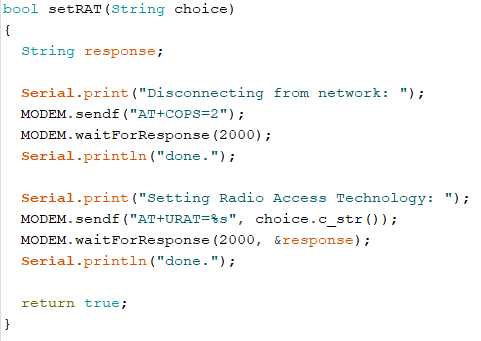 bool setRAT(String choice)
{
  String response;

  Serial.print("Disconnecting from network: ");
  MODEM.sendf("AT+COPS=2");
  MODEM.waitForResponse(2000);
  Serial.println("done.");

  Serial.print("Setting Radio Access Technology: ");
  MODEM.sendf("AT+URAT=%s", choice.c_str());
  MODEM.waitForResponse(2000, &response);
  Serial.println("done.");

  return true;
}